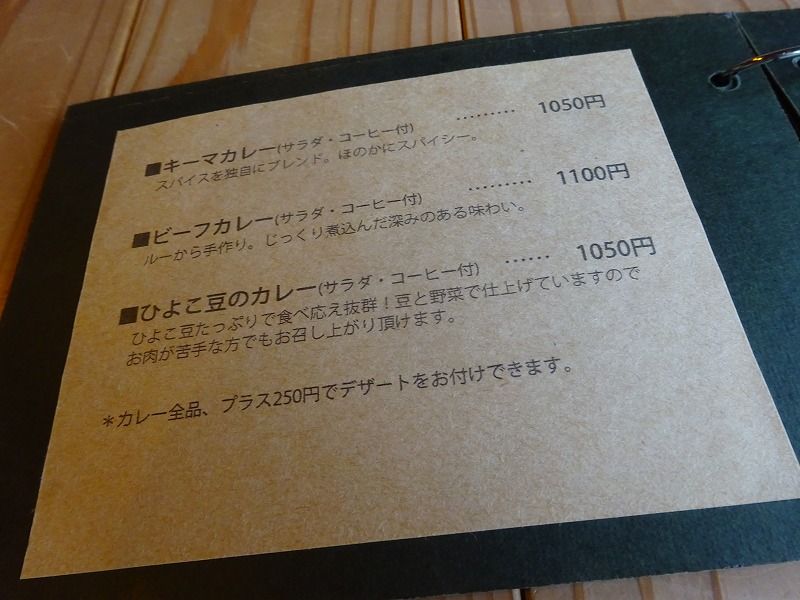 ■キーマカレー(サラダ・コーヒー付) ……… 1050円
スパイスを独自にブレンド。ほのかにスパイシー。
■ビーフカレー(サラダ・コーヒー付) ……… 1100円
ルーから手作り。じっくり煮込んだ深みのある味わい。
■ひよこ豆のカレー(サラダ・コーヒー付) …… 1050円
ひよこ豆たっぷりで食べ応え抜群！豆と野菜で仕上げていますので
お肉が苦手な方でもお召し上がり頂けます。
＊カレー全品、プラス250円でデザートをお付けできます。